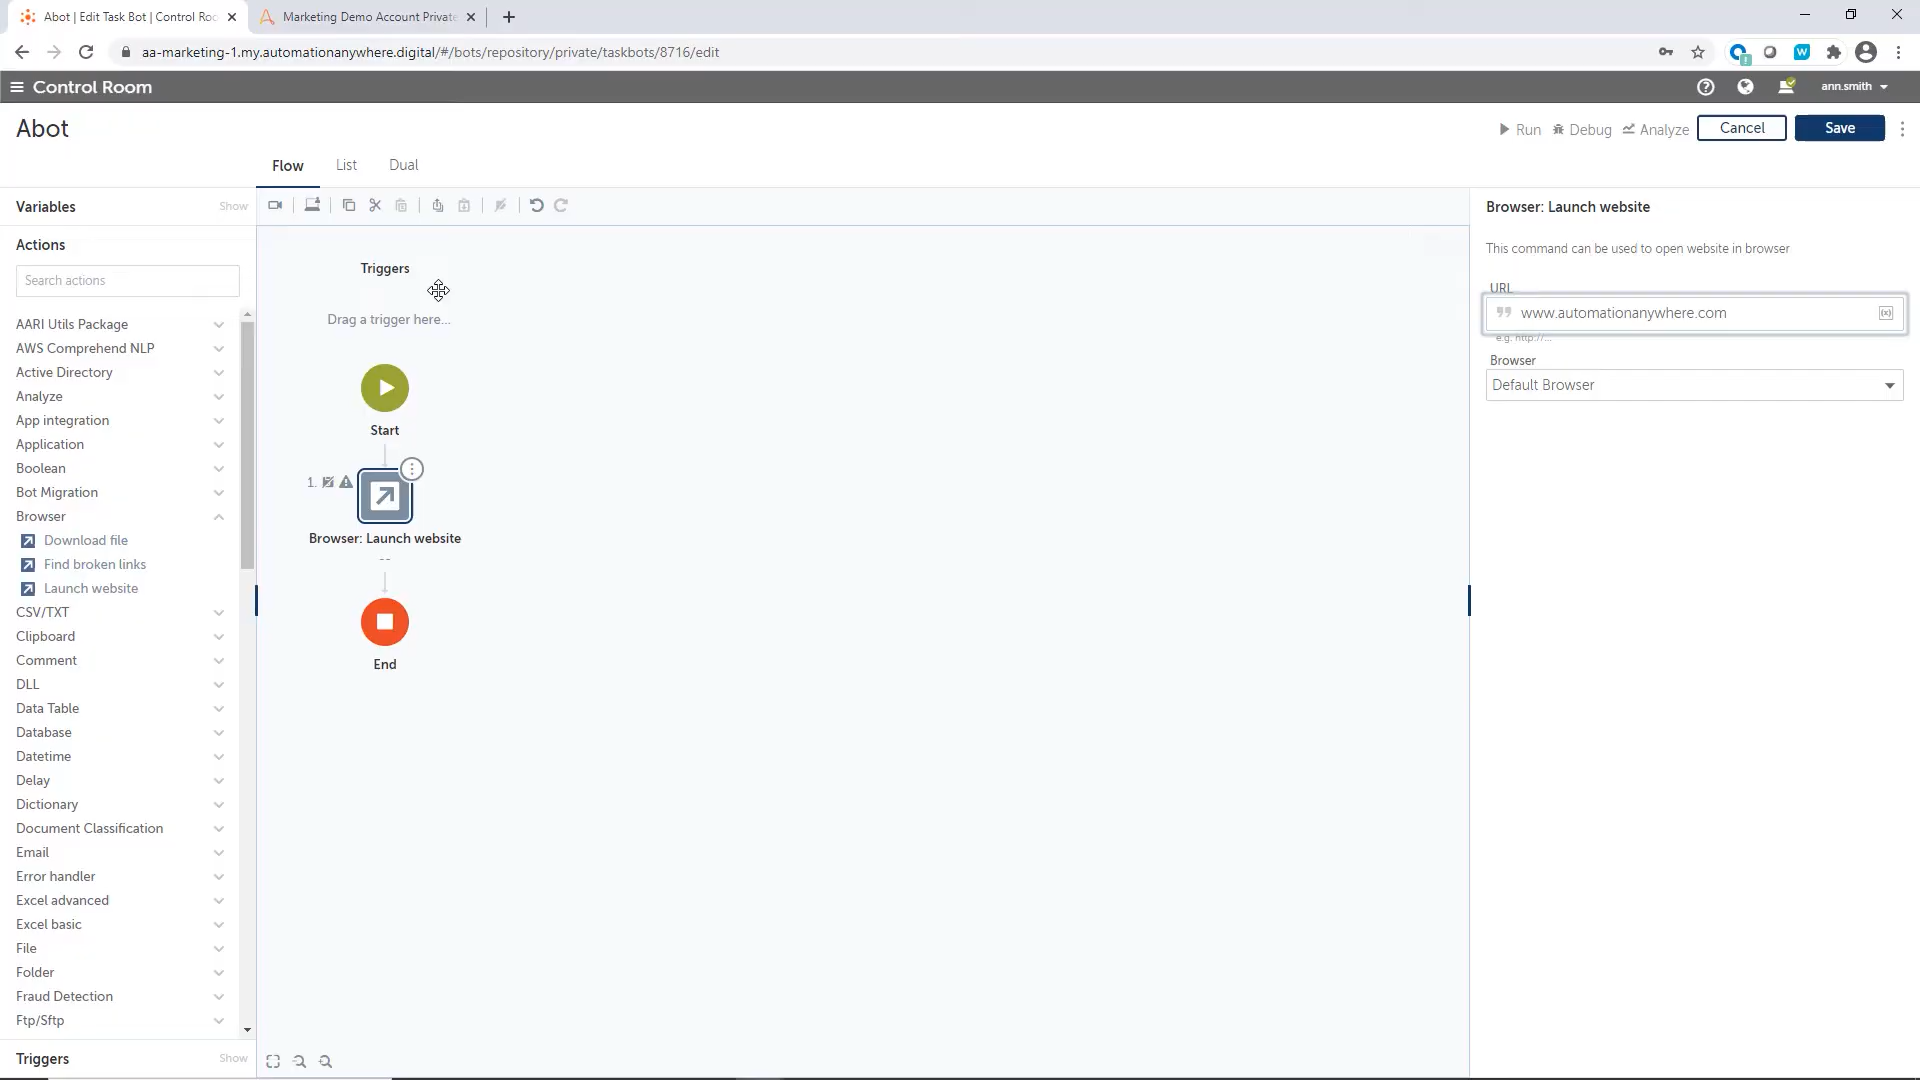 Abot | Edit Task Bot | Control Roo
Marketing Demo Account Private
aa-marketing-1.my.automationanywhere.digital/#/bots/repository/private/taskbots/8716/edit
Control Room
ann.smith
Abot
Run
Debug
Analyze
Cancel
Save
Flow
List
Dual
Variables
Show
Actions
Search actions
AARI Utils Package
AWS Comprehend NLP
Active Directory
Analyze
App integration
Application
Boolean
Bot Migration
Browser
Download file
Find broken links
Launch website
CSV/TXT
Clipboard
Comment
DLL
Data Table
Database
Datetime
Delay
Dictionary
Document Classification
Email
Error handler
Excel advanced
Excel basic
File
Folder
Fraud Detection
Ftp/Sftp
Triggers
Show
Triggers
Drag a trigger here...
Start
1.
Browser: Launch website
--
End
Browser: Launch website
This command can be used to open website in browser
URL
www.automationanywhere.com
e.g. http://...
Browser
Default Browser